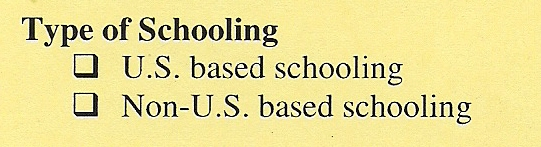 Type of Schooling
❑ U.S. based schooling
❑ Non-U.S. based schooling